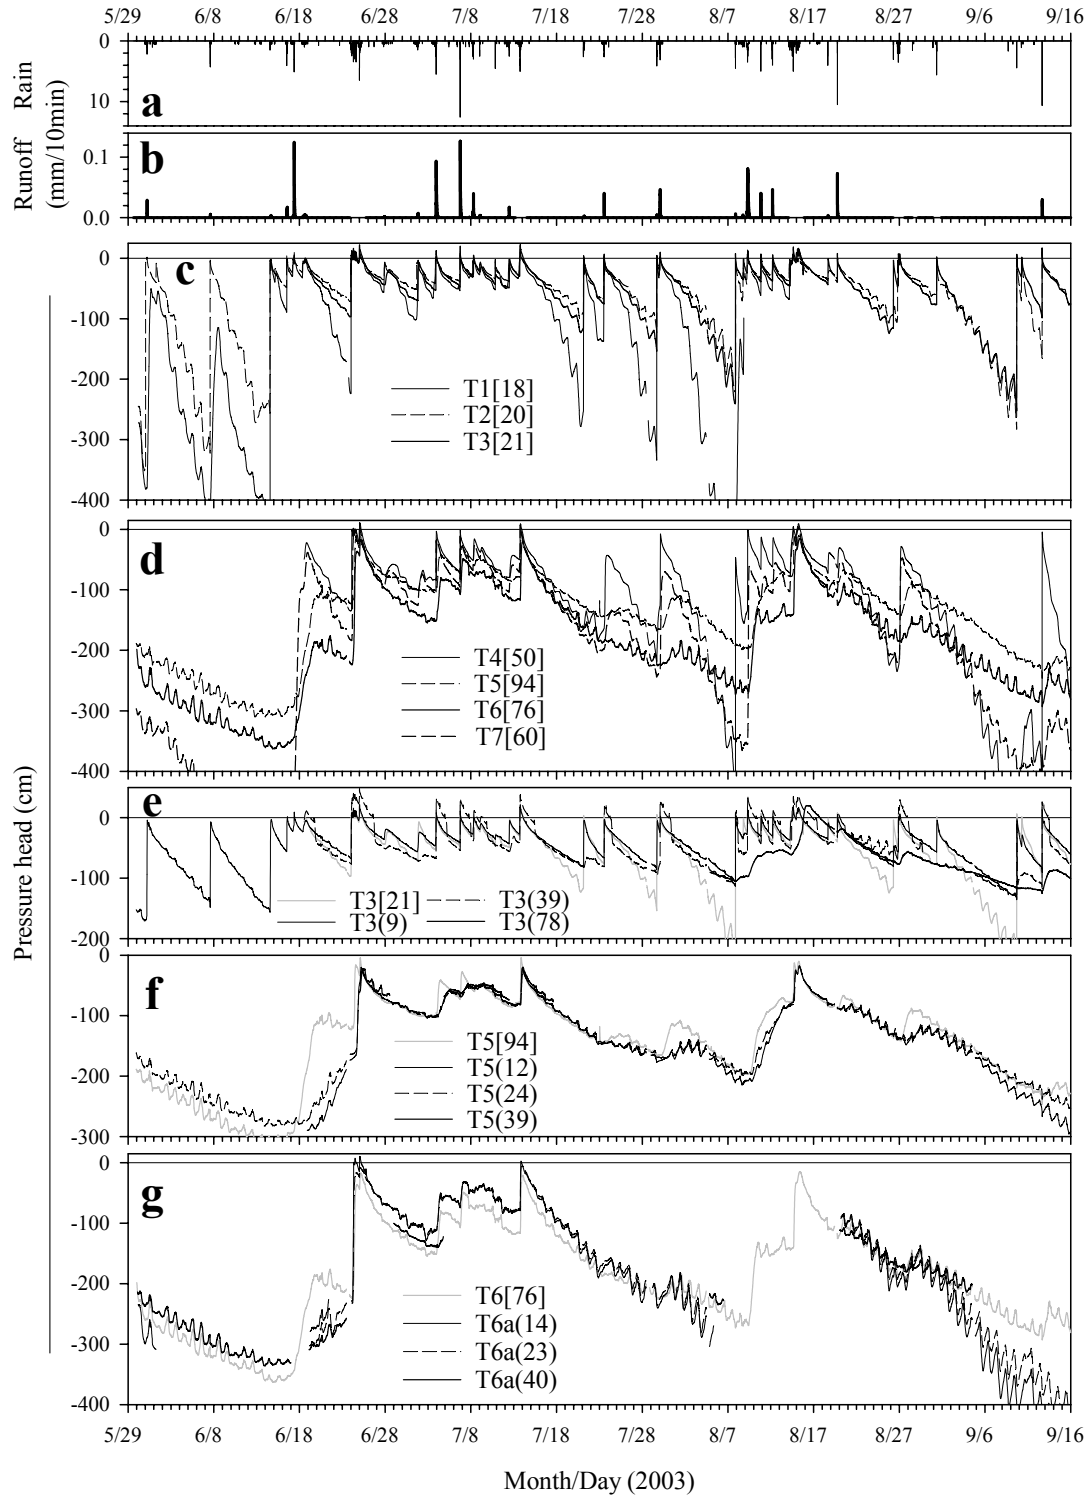 5/29 6/8 6/18 6/28 7/8 7/18 7/28 8/7 8/17 8/27 9/6 9/16
Runoff Rain
(mm/10min)
0
10
a
0.1
0.0
b
Pressure head (cm)
0
-100
-200
-300
-400
c
T1[18]
T2[20]
T3[21]
0
-100
-200
-300
-400
d
T4[50]
T5[94]
T6[76]
T7[60]
0
-100
-200
e
T3[21] T3(39)
T3(9) T3(78)
0
-100
-200
-300
f
T5[94]
T5(12)
T5(24)
T5(39)
0
-100
-200
-300
-400
g
T6[76]
T6a(14)
T6a(23)
T6a(40)
5/29 6/8 6/18 6/28 7/8 7/18 7/28 8/7 8/17 8/27 9/6 9/16
Month/Day (2003)